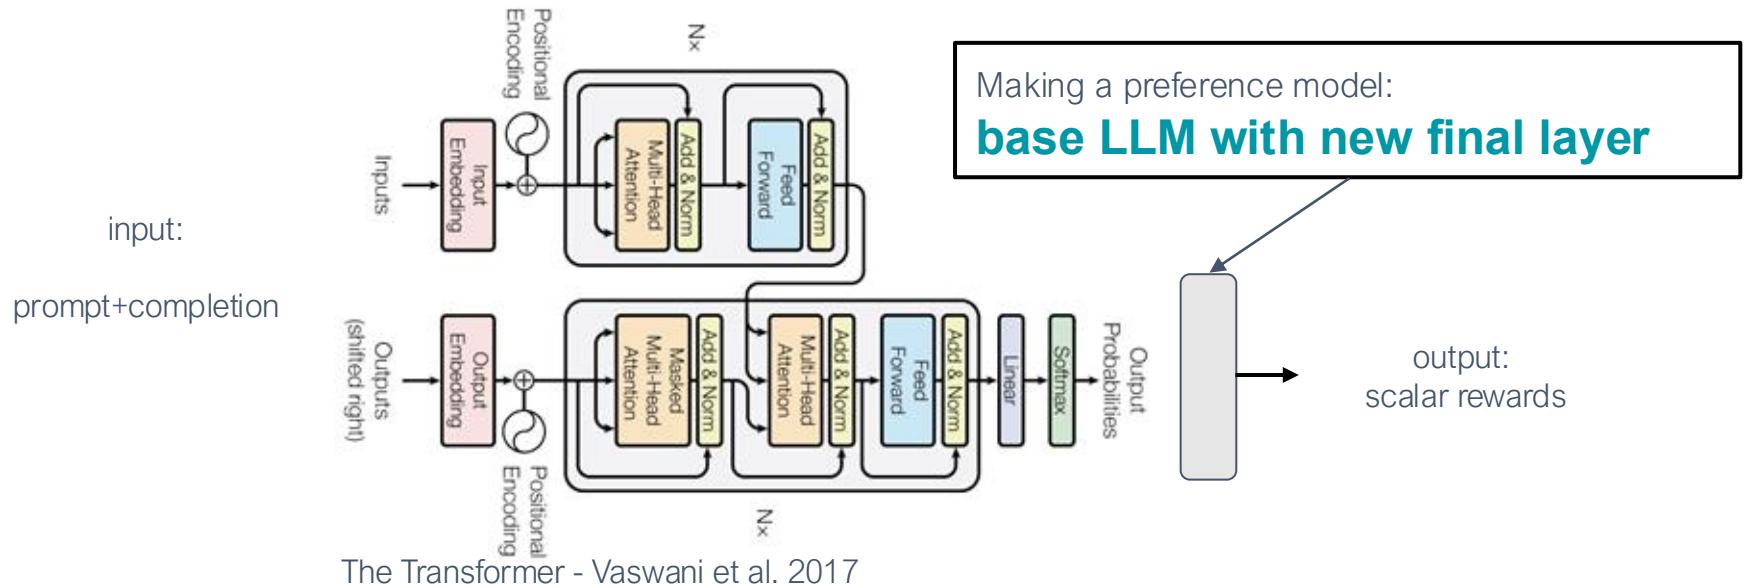 input:
prompt+completion
Inputs
Input
Embedding
Positional
Encoding
Nx
Multi-Head
Attention
Add & Norm
Feed
Forward
Add & Norm
Outputs
(shifted right)
Output
Embedding
Positional
Encoding
Masked
Multi-Head
Attention
Add & Norm
Multi-Head
Attention
Add & Norm
Feed
Forward
Add & Norm
Nx
Linear
Softmax
Output
Probabilities
Making a preference model:
base LLM with new final layer
output:
scalar rewards
The Transformer - Vaswani et al. 2017